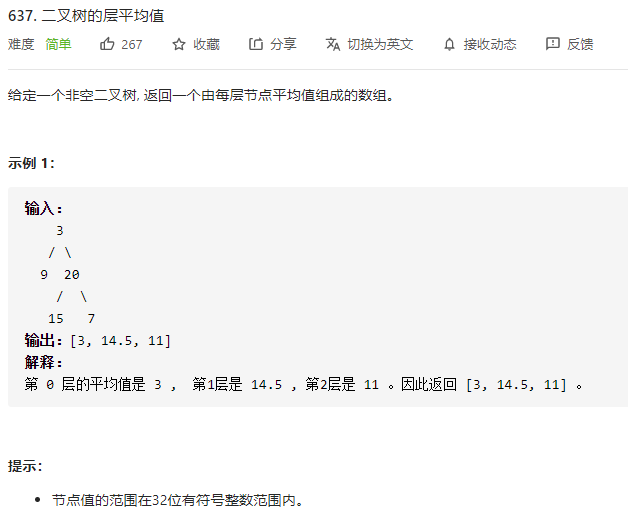 637. 二叉树的层平均值
难度 简单 267 收藏 分享 切换为英文 接收动态 反馈
给定一个非空二叉树, 返回一个由每层节点平均值组成的数组。
示例 1：
输入：
3
/ \
9 20
/ \
15 7
输出：[3, 14.5, 11]
解释：
第 0 层的平均值是 3 ， 第1层是 14.5 , 第2层是 11 。因此返回 [3, 14.5, 11] 。
提示：
• 节点值的范围在32位有符号整数范围内。